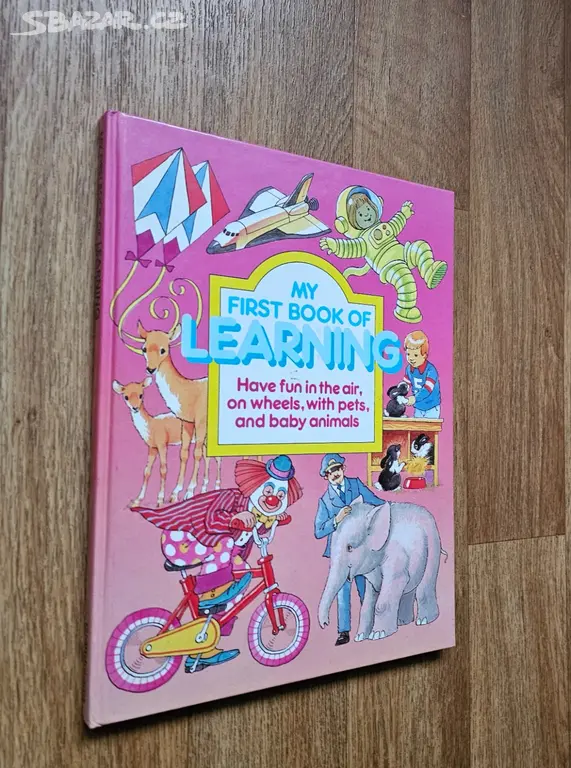 SBAZAR.CZ
MY
FIRST BOOK OF
LEARNING
Have fun in the air,
on wheels, with pets,
and baby animals